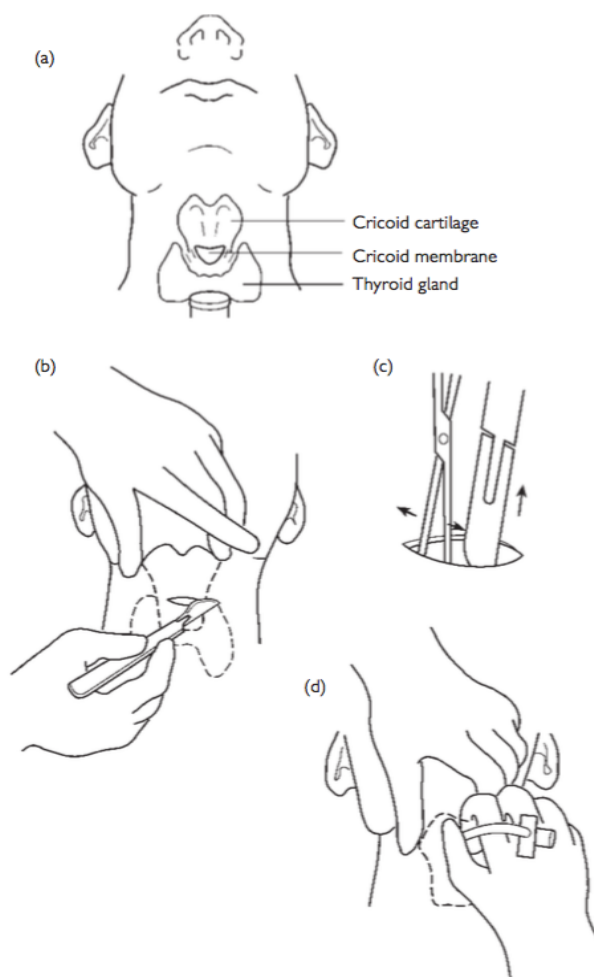 (a)
Cricoid cartilage
Cricoid membrane
Thyroid gland
(b)
(c)
(d)